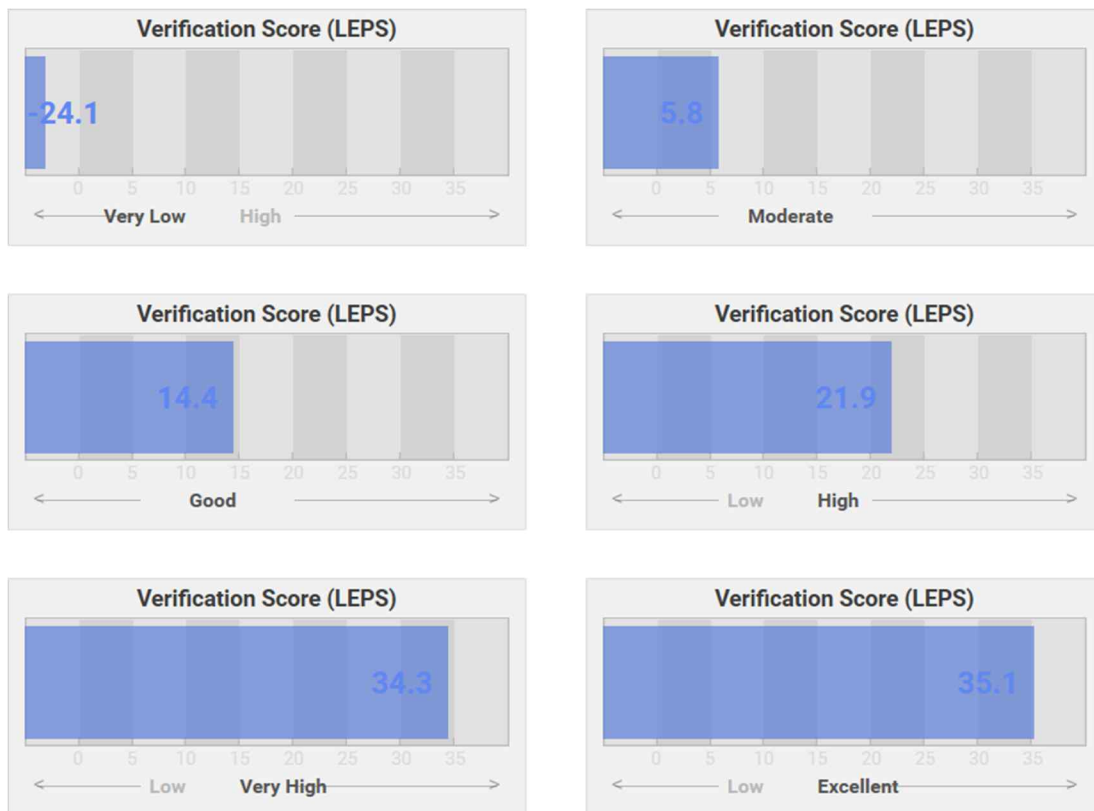 Verification Score (LEPS)
-24.1
0 5 10 15 20 25 30 35
< Very Low High >
Verification Score (LEPS)
5.8
0 5 10 15 20 25 30 35
< Moderate >
Verification Score (LEPS)
14.4
0 5 10 15 20 25 30 35
< Good >
Verification Score (LEPS)
21.9
0 5 10 15 20 25 30 35
< Low High >
Verification Score (LEPS)
34.3
0 5 10 15 20 25 30 35
< Low Very High >
Verification Score (LEPS)
35.1
0 5 10 15 20 25 30 35
< Low Excellent >